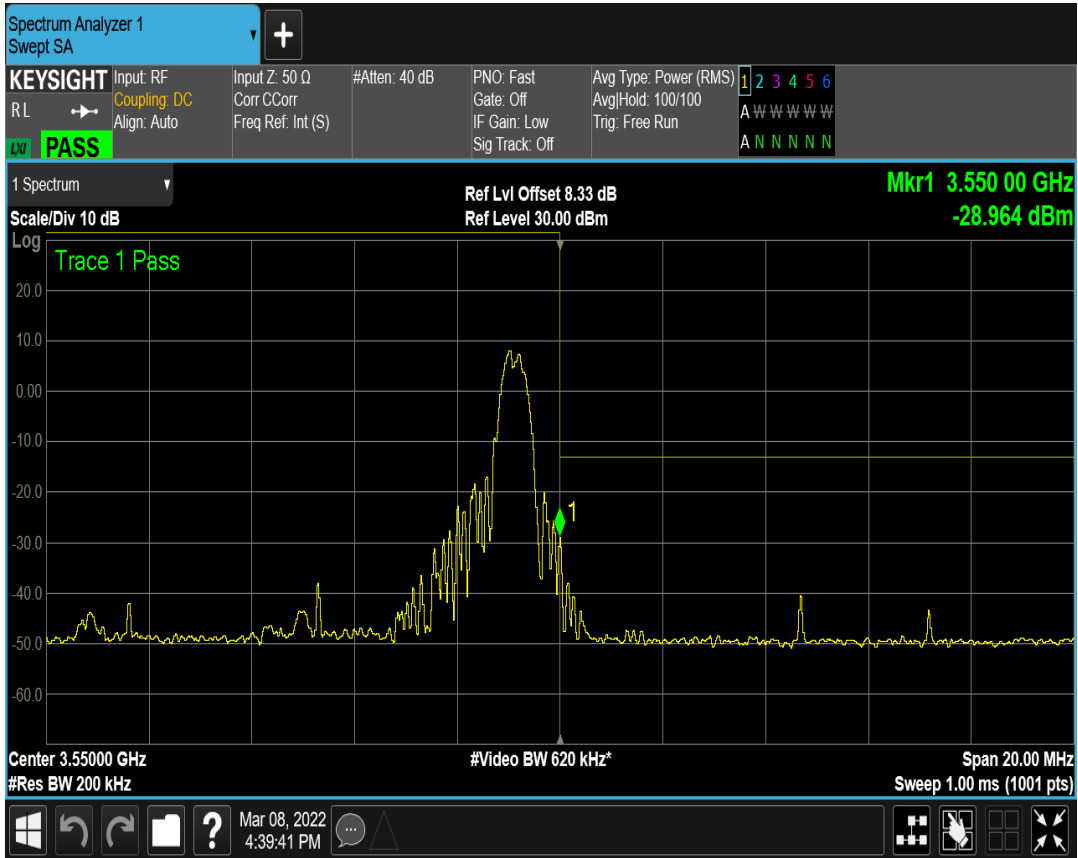 Spectrum Analyzer 1
Swept SA
+
KEYSIGHT
R L
LXI
PASS
Input: RF
Coupling: DC
Align: Auto
Input Z: 50 Ω
Corr CCorr
Freq Ref: Int (S)
#Atten: 40 dB
PNO: Fast
Gate: Off
IF Gain: Low
Sig Track: Off
Avg Type: Power (RMS)
Avg|Hold: 100/100
Trig: Free Run
1 2 3 4 5 6
A W W W W W
A N N N N N
1 Spectrum
Ref Lvl Offset 8.33 dB
Mkr1 3.550 00 GHz
Scale/Div 10 dB
Ref Level 30.00 dBm
-28.964 dBm
Log
Trace 1 Pass
20.0
10.0
0.00
-10.0
-20.0
1
-30.0
-40.0
-50.0
-60.0
Center 3.55000 GHz
#Video BW 620 kHz*
Span 20.00 MHz
#Res BW 200 kHz
Sweep 1.00 ms (1001 pts)
?
Mar 08, 2022
4:39:41 PM